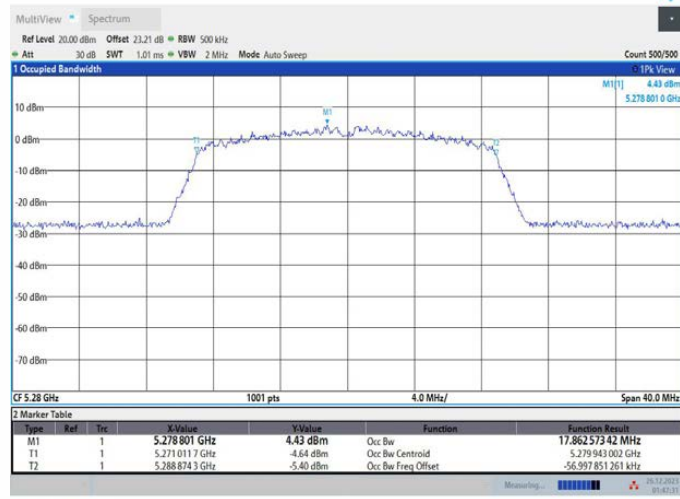 MultiView Spectrum
Ref Level 20.00 dBm Offset 23.21 dB RBW 500 kHz
Att 30 dB SWT 1.01 ms VBW 2 MHz Mode Auto Sweep Count 500/500
1 Occupied Bandwidth 1Pk View
M1[1] 4.43 dBm
5.278 801 0 GHz
M1
10 dBm
0 dBm
T1 T2
-10 dBm
-20 dBm
-30 dBm
-40 dBm
-50 dBm
-60 dBm
-70 dBm
CF 5.28 GHz 1001 pts 4.0 MHz/ Span 40.0 MHz
2 Marker Table
Type Ref Trc X-Value Y-Value Function Function Result
M1 1 5.278 801 GHz 4.43 dBm Occ Bw 17.862 573 42 MHz
T1 1 5.271 011 7 GHz -4.64 dBm Occ Bw Centroid 5.279 943 002 GHz
T2 1 5.288 874 3 GHz -5.40 dBm Occ Bw Freq Offset -56.997 851 261 kHz
Measuring... 26.12.2023
01:47:31